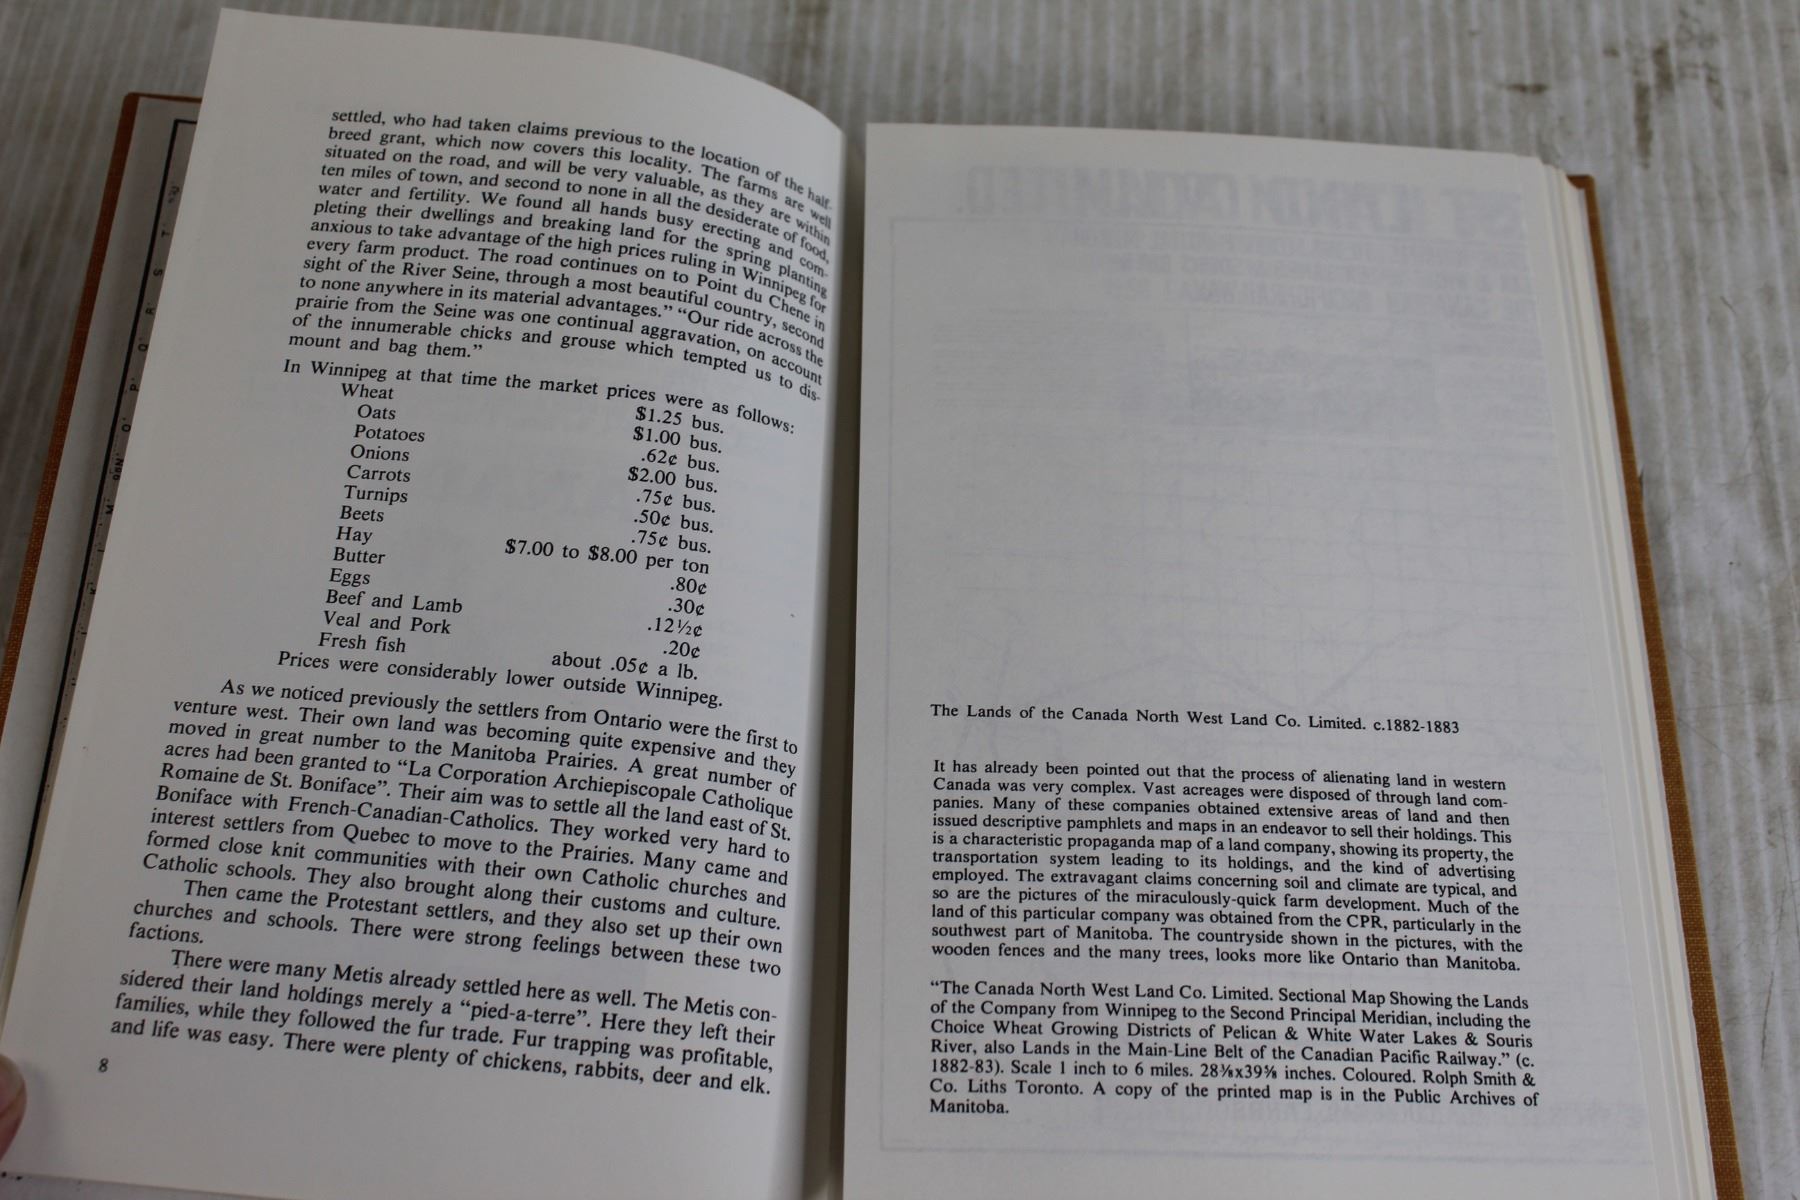 settled, who had taken claims previous to the location of the half-
breed grant, which now covers this locality. The farms are well
situated on the road, and will be very valuable, as they are within
ten miles of town, and second to none in all the desiderate of food,
water and fertility. We found all hands busy erecting and com-
pleting their dwellings and breaking land for the spring planting
anxious to take advantage of the high prices ruling in Winnipeg for
every farm product. The road continues on to Point du Chene in
sight of the River Seine, through a most beautiful country, second
to none anywhere in its material advantages.” “Our ride across the
prairie from the Seine was one continual aggravation, on account
of the innumerable chicks and grouse which tempted us to dis-
mount and bag them.”
In Winnipeg at that time the market prices were as follows:
Wheat $1.25 bus.
Oats $1.00 bus.
Potatoes .62¢ bus.
Onions $2.00 bus.
Carrots .75¢ bus.
Turnips .50¢ bus.
Beets .75¢ bus.
Hay $7.00 to $8.00 per ton
Butter .80¢
Eggs .30¢
Beef and Lamb .12½¢
Veal and Pork .20¢
Fresh fish about .05¢ a lb.
Prices were considerably lower outside Winnipeg.
As we noticed previously the settlers from Ontario were the first to
venture west. Their own land was becoming quite expensive and they
moved in great number to the Manitoba Prairies. A great number of
acres had been granted to “La Corporation Archiepiscopale Catholique
Romaine de St. Boniface”. Their aim was to settle all the land east of St.
Boniface with French-Canadian-Catholics. They worked very hard to
interest settlers from Quebec to move to the Prairies. Many came and
formed close knit communities with their own Catholic churches and
Catholic schools. They also brought along their customs and culture.
Then came the Protestant settlers, and they also set up their own
churches and schools. There were strong feelings between these two
factions.
There were many Metis already settled here as well. The Metis con-
sidered their land holdings merely a “pied-a-terre”. Here they left their
families, while they followed the fur trade. Fur trapping was profitable,
and life was easy. There were plenty of chickens, rabbits, deer and elk.
8
The Lands of the Canada North West Land Co. Limited. c.1882-1883
It has already been pointed out that the process of alienating land in western
Canada was very complex. Vast acreages were disposed of through land com-
panies. Many of these companies obtained extensive areas of land and then
issued descriptive pamphlets and maps in an endeavor to sell their holdings. This
is a characteristic propaganda map of a land company, showing its property, the
transportation system leading to its holdings, and the kind of advertising
employed. The extravagant claims concerning soil and climate are typical, and
so are the pictures of the miraculously-quick farm development. Much of the
land of this particular company was obtained from the CPR, particularly in the
southwest part of Manitoba. The countryside shown in the pictures, with the
wooden fences and the many trees, looks more like Ontario than Manitoba.
“The Canada North West Land Co. Limited. Sectional Map Showing the Lands
of the Company from Winnipeg to the Second Principal Meridian, including the
Choice Wheat Growing Districts of Pelican & White Water Lakes & Souris
River, also Lands in the Main-Line Belt of the Canadian Pacific Railway.” (c.
1882-83). Scale 1 inch to 6 miles. 28⅜x39⅝ inches. Coloured. Rolph Smith &
Co. Liths Toronto. A copy of the printed map is in the Public Archives of
Manitoba.